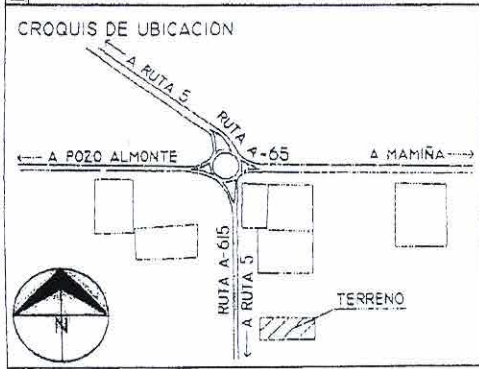 CROQUIS DE UBICACION
A RUTA 5
RUTA A-65
A POZO ALMONTE
A MAMIÑA
RUTA A-615
A RUTA 5
TERRENO
N